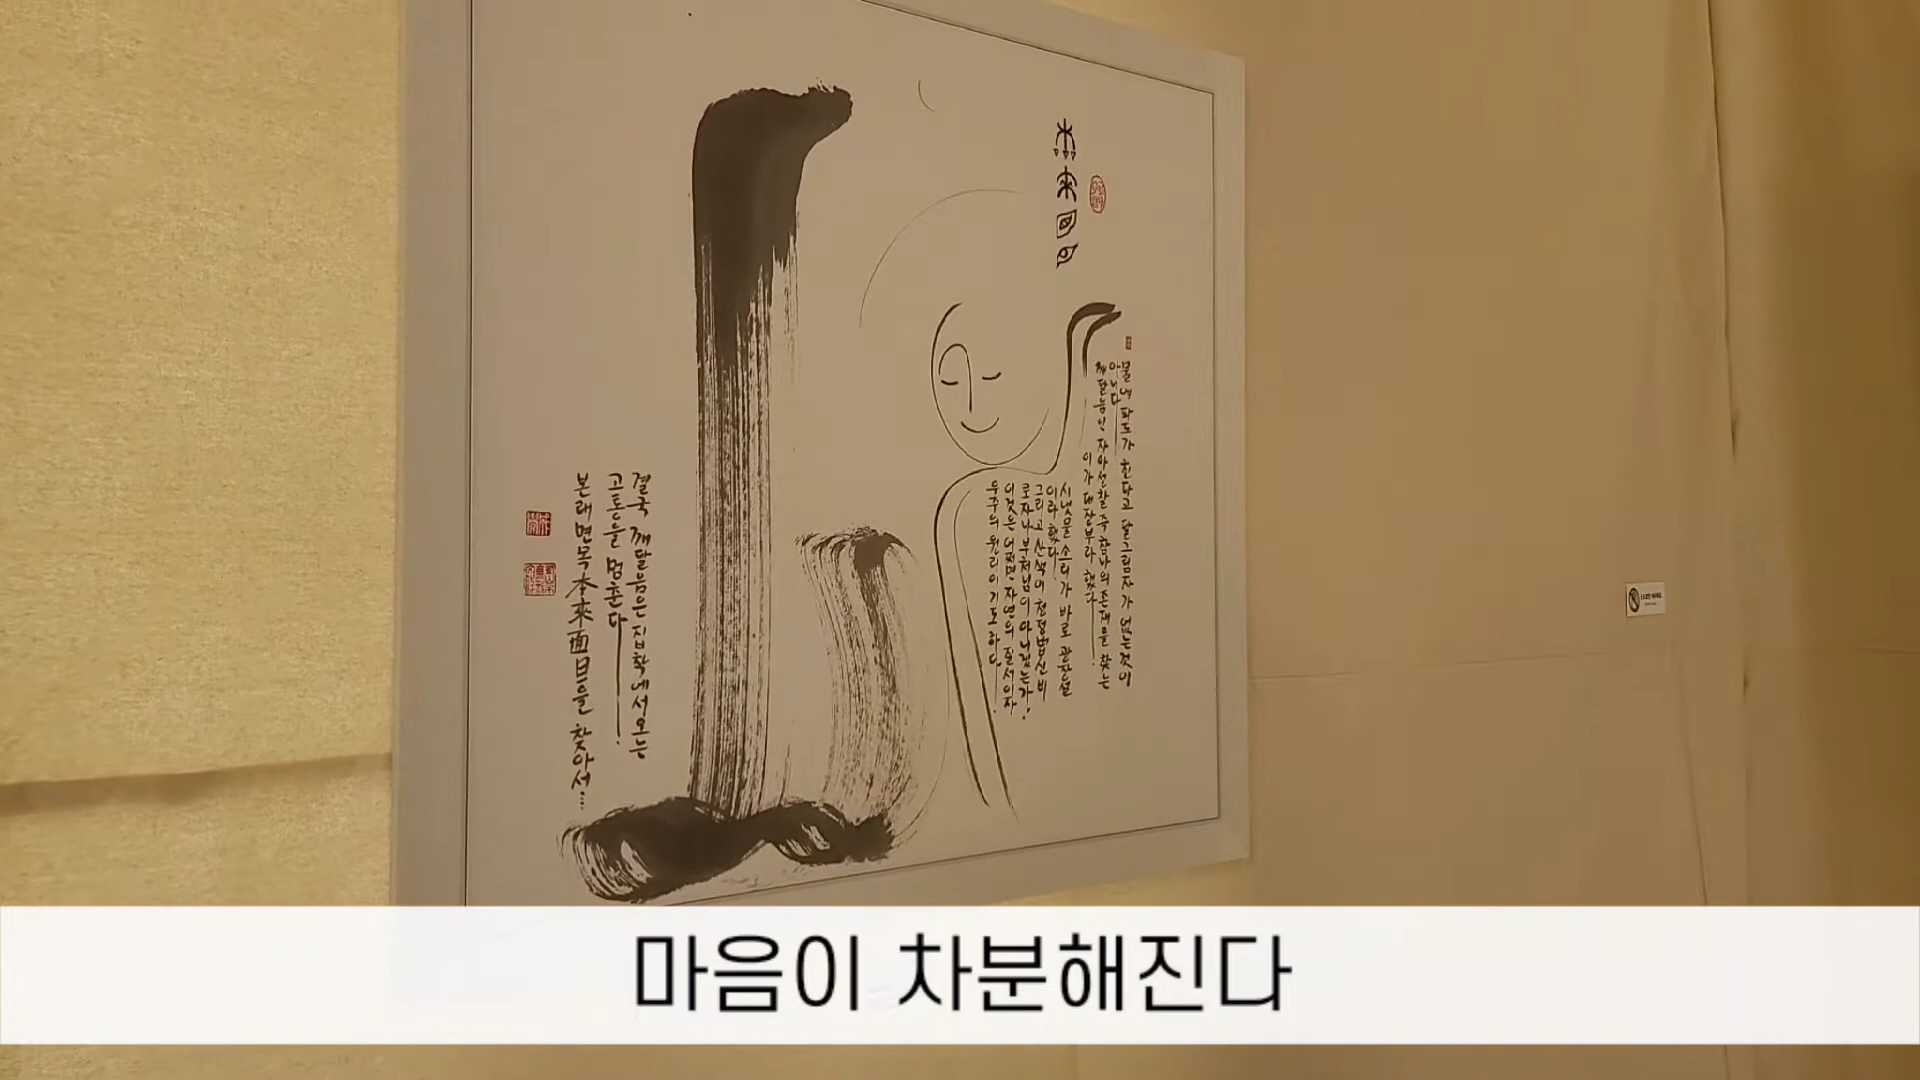 本來面目
물에 파도가 친다고 달그림자가 없는것이
아니다
깨달음인 자아성찰 즉 참나의 존재를 찾는
이가 대장부라 했다
시냇물 소리가 바로 광장설
이라 했다
그리고 산색이 청정법신비
로자나 부처님이 아니겠는가?
이것은 어쩌면 자연의 질서이자
우주의 원리이기도 하다
결국 깨달음은 집착에서 오는
고통을 멈춘다
본래면목 本來面目을 찾아서...
마음이 차분해진다